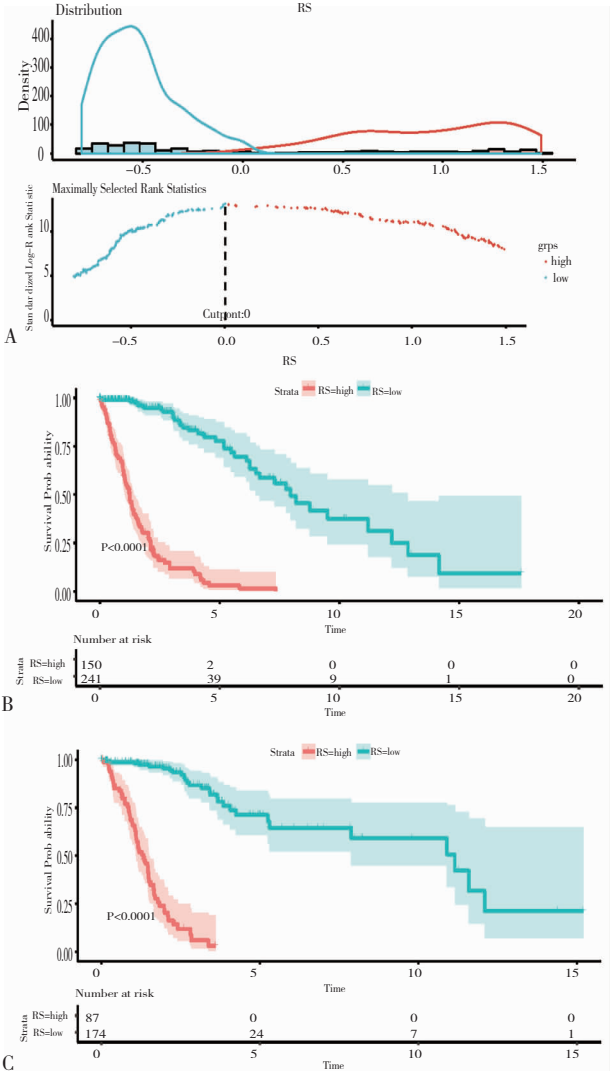 Distribution
RS
Density
400
300
200
100
0
−0.5 0.0 0.5 1.0 1.5
Maximally Selected Rank Statistics
Stan dar dized Log−R ank Stati stic
10
5
0
Cutpont:0
grps
high
low
−0.5 0.0 0.5 1.0 1.5
A
RS
Strata RS=high RS=low
Survival Prob ability
1.00
0.75
0.50
0.25
0.00
P<0.0001
0 5 10 15 20
Time
Number at risk
Strata
RS=high 150 2 0 0 0
RS=low 241 39 9 1 0
0 5 10 15 20
Time
B
Strata RS=high RS=low
Survival Prob ability
1.00
0.75
0.50
0.25
0.00
P<0.0001
0 5 10 15
Time
Number at risk
Strata
RS=high 87 0 0 0
RS=low 174 24 7 1
0 5 10 15
Time
C